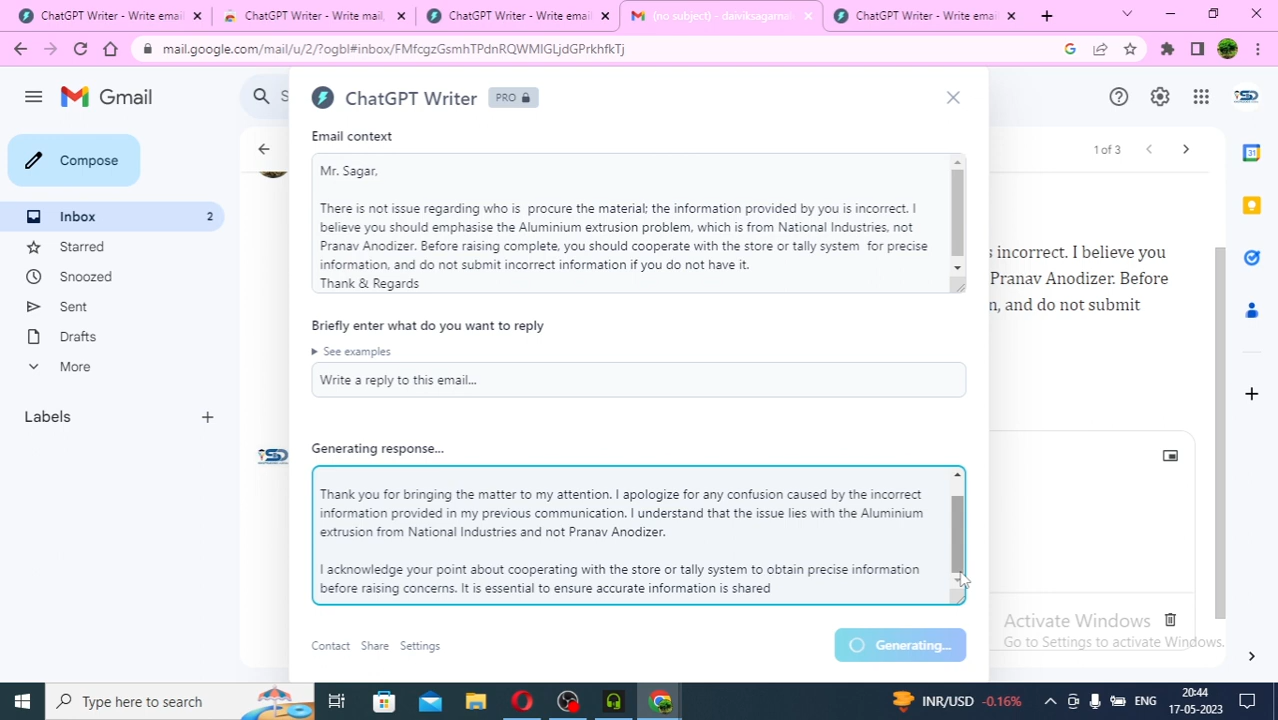 ChatGPT Writer - Write email
ChatGPT Writer - Write mail,
ChatGPT Writer - Write email
(no subject) - daiviksagarnal
ChatGPT Writer - Write email
mail.google.com/mail/u/2/?ogbl#inbox/FMfcgzGsmhTPdnRQWMlGLjdGPrkhfkTj
Gmail
S
ChatGPT Writer
PRO
Email context
Compose
Mr. Sagar,
1 of 3
There is not issue regarding who is  procure the material; the information provided by you is incorrect. I
believe you should emphasise the Aluminium extrusion problem, which is from National Industries, not
Pranav Anodizer. Before raising complete, you should cooperate with the store or tally system  for precise
information, and do not submit incorrect information if you do not have it.
Thank & Regards
Inbox
2
Starred
Snoozed
Sent
Drafts
More
Labels
s incorrect. I believe you
Pranav Anodizer. Before
n, and do not submit
Briefly enter what do you want to reply
See examples
Write a reply to this email...
Generating response...
Thank you for bringing the matter to my attention. I apologize for any confusion caused by the incorrect
information provided in my previous communication. I understand that the issue lies with the Aluminium
extrusion from National Industries and not Pranav Anodizer.
I acknowledge your point about cooperating with the store or tally system to obtain precise information
before raising concerns. It is essential to ensure accurate information is shared
Contact
Share
Settings
Generating...
Activate Windows
Go to Settings to activate Windows.
Type here to search
INR/USD
-0.16%
ENG
20:44
17-05-2023